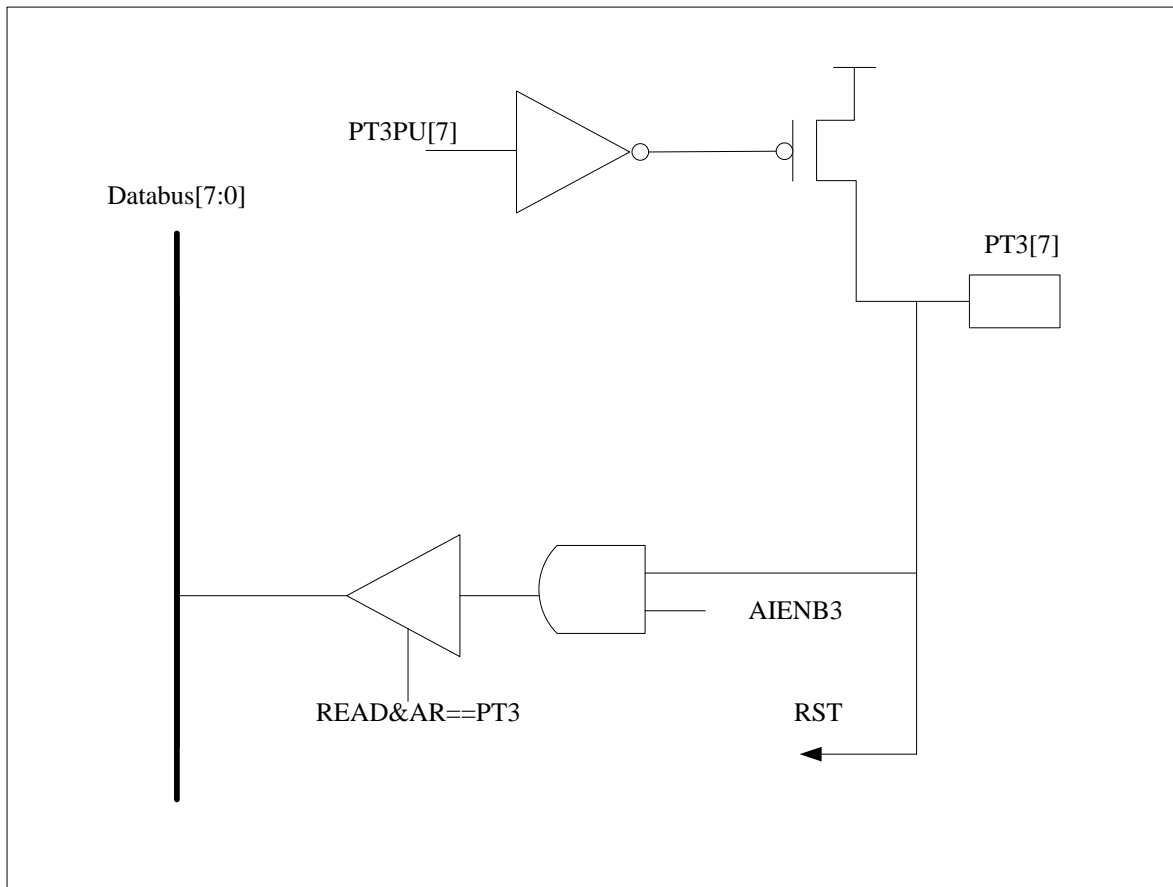 PT3PU[7]
Databus[7:0]
PT3[7]
AIENB3
READ&AR==PT3
RST